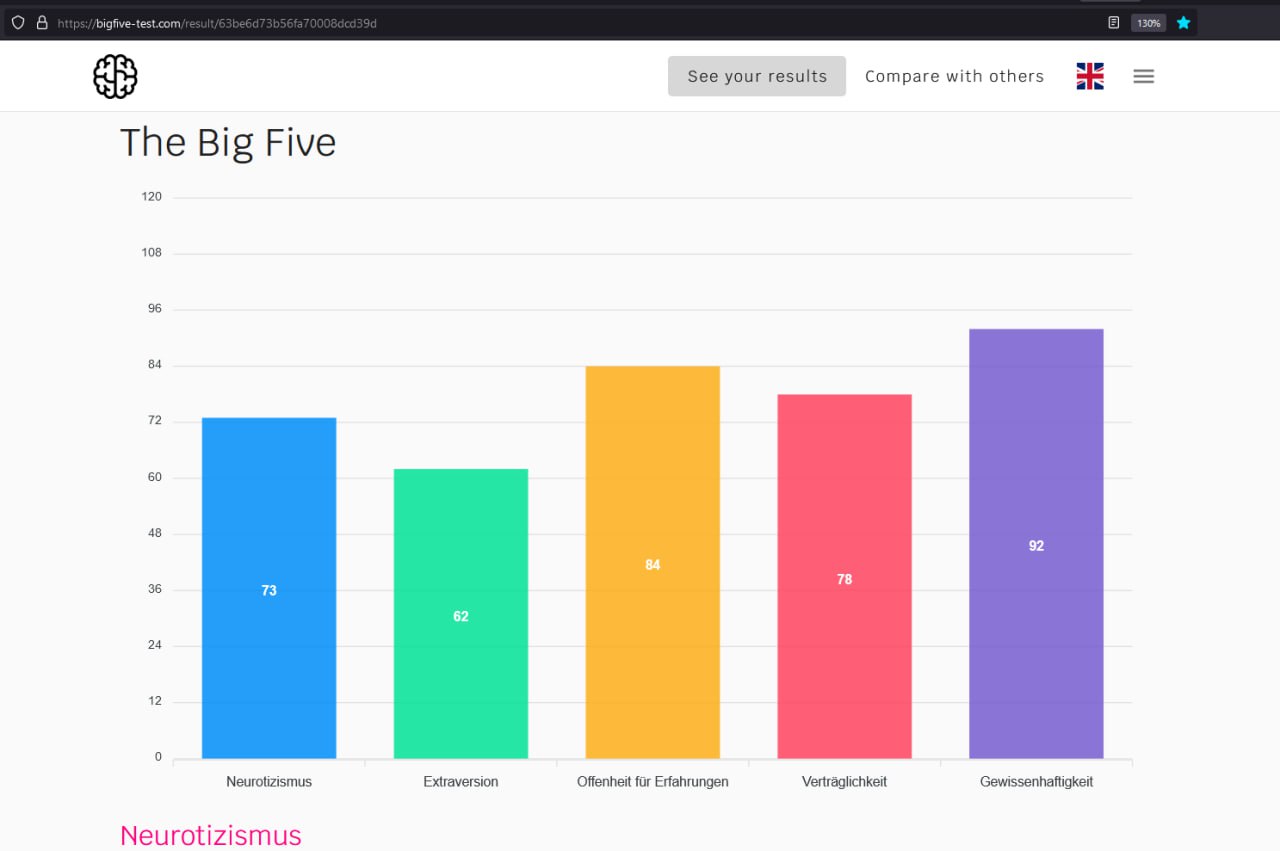 https://bigfive-test.com/result/63be6d73b56fa70008dcd39d 130%
See your results Compare with others
The Big Five
120
108
96
84
72
60
48
36
24
12
0
73 62 84 78 92
Neurotizismus Extraversion Offenheit für Erfahrungen Verträglichkeit Gewissenhaftigkeit
Neurotizismus